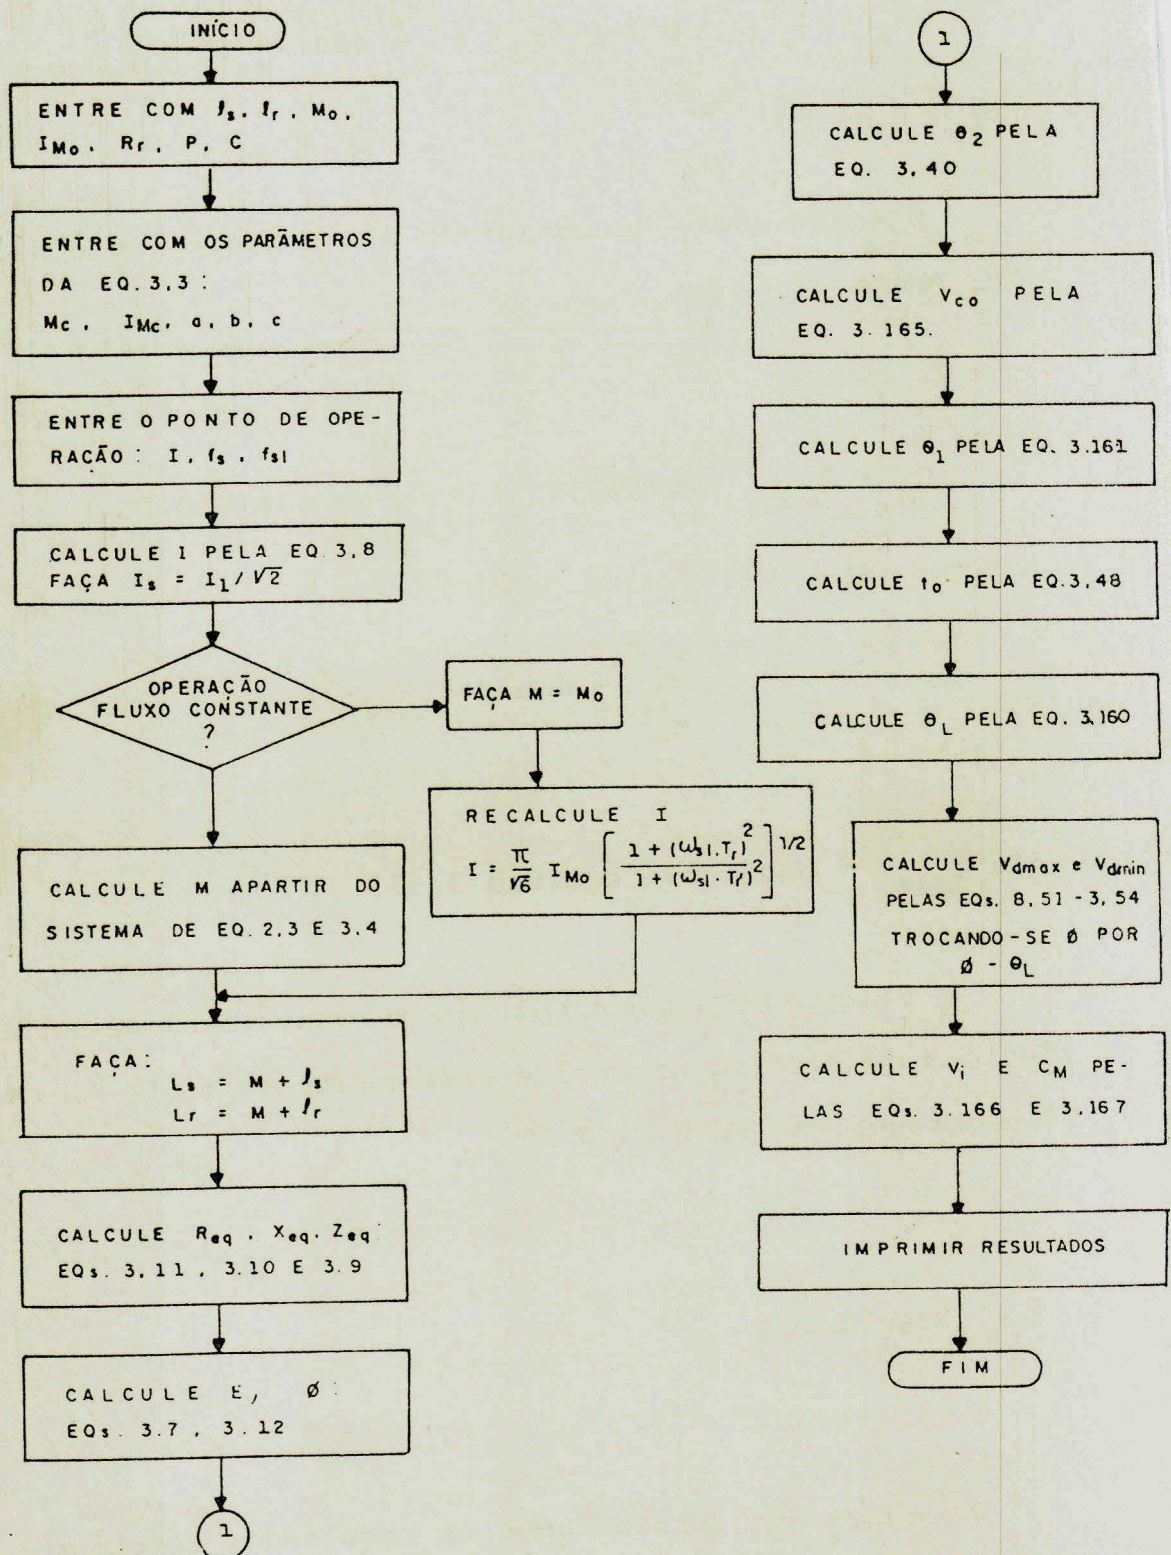 INÍCIO
ENTRE COM ls, lr, Mo,
IMo, Rr, P, C
ENTRE COM OS PARÂMETROS
DA EQ. 3,3 :
Mc, IMc, a, b, c
ENTRE O PONTO DE OPE-
RAÇÃO : I, fs, fsl
CALCULE I PELA EQ 3,8
FAÇA Is = I1 / √2
OPERAÇÃO
FLUXO CONSTANTE
?
FAÇA M = Mo
RECALCULE I
I = π/√6 IMo [ 1 + (ωsl . Tr)² / 1 + (ωsl . Tr)² ]^1/2
CALCULE M APARTIR DO
SISTEMA DE EQ. 2,3 E 3,4
FAÇA:
Ls = M + ls
Lr = M + lr
CALCULE Req, Xeq. Zeq
EQs. 3,11 , 3.10 E 3.9
CALCULE E, Ø :
EQs. 3.7 , 3.12
1
1
CALCULE θ2 PELA
EQ. 3,40
CALCULE Vco PELA
EQ. 3.165.
CALCULE θ1 PELA EQ. 3.161
CALCULE to PELA EQ.3,48
CALCULE θL PELA EQ. 3,160
CALCULE Vdmax e Vdmin
PELAS EQs. 8,51 - 3,54
TROCANDO-SE Ø POR
Ø - θL
CALCULE Vi E CM PE-
LAS EQs. 3.166 E 3,167
IMPRIMIR RESULTADOS
FIM